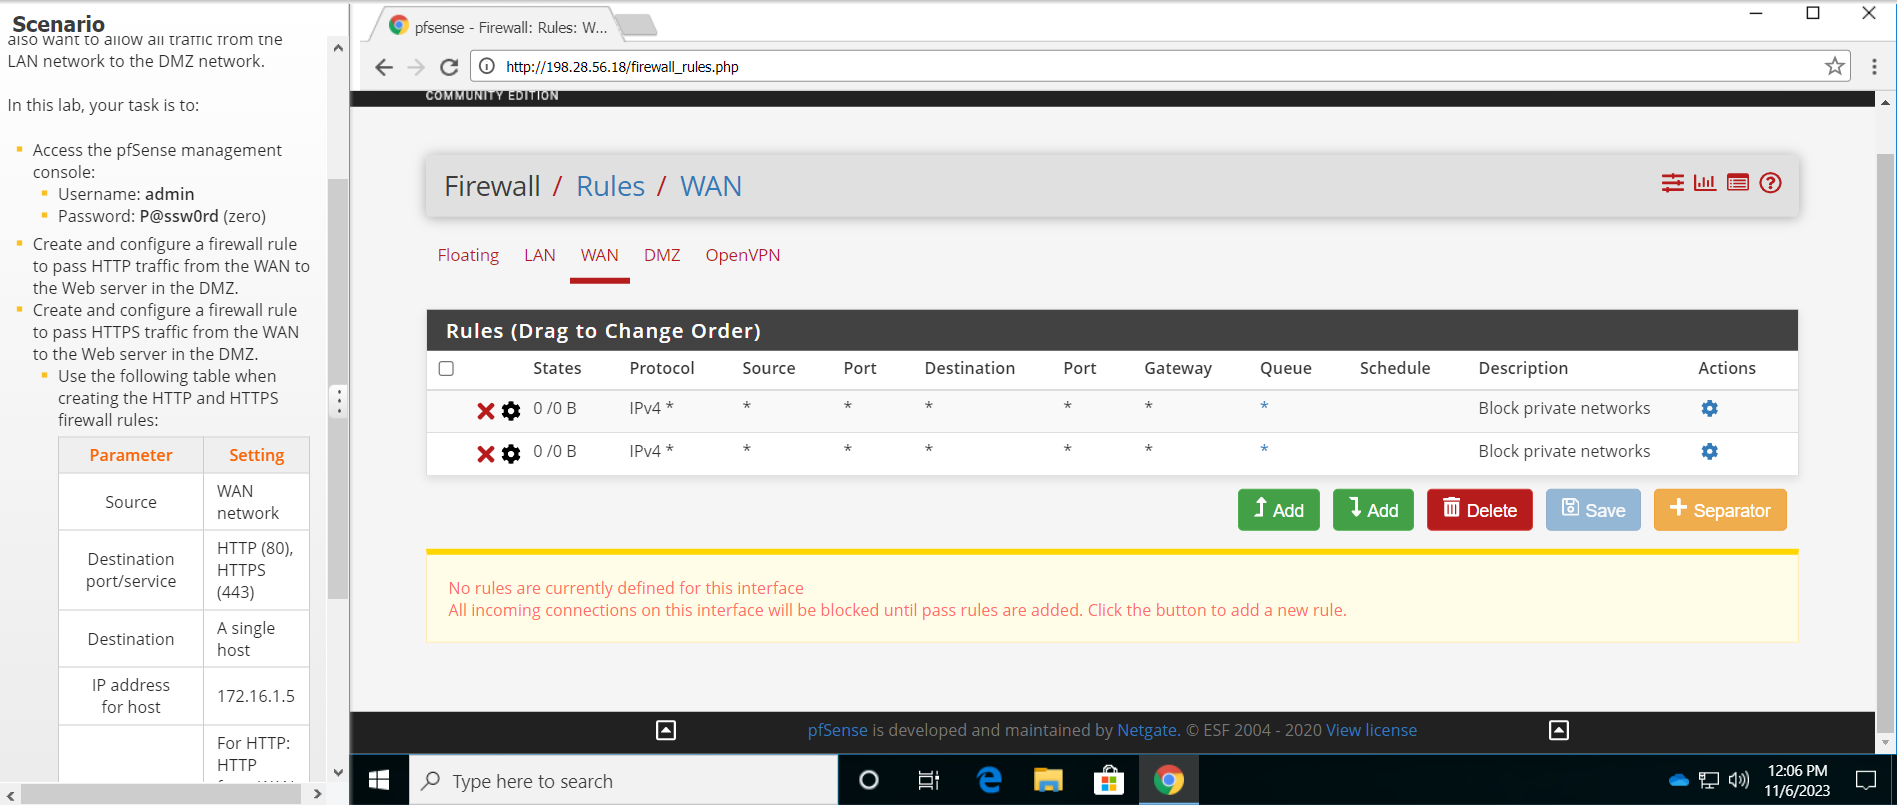 Scenario
also want to allow all traffic from the
LAN network to the DMZ network.
In this lab, your task is to:
Access the pfSense management
console:
Username: admin
Password: P@ssw0rd (zero)
Create and configure a firewall rule
to pass HTTP traffic from the WAN to
the Web server in the DMZ.
Create and configure a firewall rule
to pass HTTPS traffic from the WAN
to the Web server in the DMZ.
Use the following table when
creating the HTTP and HTTPS
firewall rules:
Parameter Setting
Source WAN
network
Destination
port/service HTTP (80),
HTTPS
(443)
Destination A single
host
IP address
for host 172.16.1.5
For HTTP:
HTTP
pfsense - Firewall: Rules: W...
http://198.28.56.18/firewall_rules.php
COMMUNITY EDITION
Firewall / Rules / WAN
Floating LAN WAN DMZ OpenVPN
Rules (Drag to Change Order)
States Protocol Source Port Destination Port Gateway Queue Schedule Description Actions
0 /0 B IPv4 * * * * * * * Block private networks
0 /0 B IPv4 * * * * * * * Block private networks
Add Add Delete Save Separator
No rules are currently defined for this interface
All incoming connections on this interface will be blocked until pass rules are added. Click the button to add a new rule.
pfSense is developed and maintained by Netgate. © ESF 2004 - 2020 View license
Type here to search
12:06 PM
11/6/2023